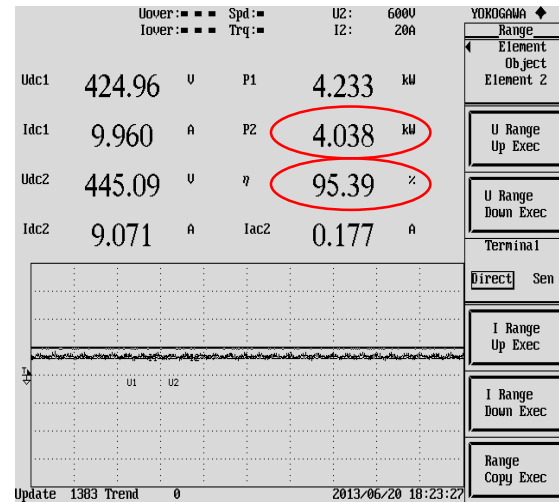 Uover:■ ■ ■ Spd:■ U2: 600V YOKOGAWA ◆
Iover:■ ■ ■ Trq:■ I2: 20A Range
Element
Object
Element 2
Udc1 424.96 V P1 4.233 kW
Idc1 9.960 A P2 4.038 kW
U Range
Up Exec
Udc2 445.09 V η 95.39 %
U Range
Down Exec
Idc2 9.071 A Iac2 0.177 A
Terminal
Direct Sen
I Range
Up Exec
U1 U2
I Range
Down Exec
Range
Copy Exec
Update 1383 Trend 0 2013/06/20 18:23:27